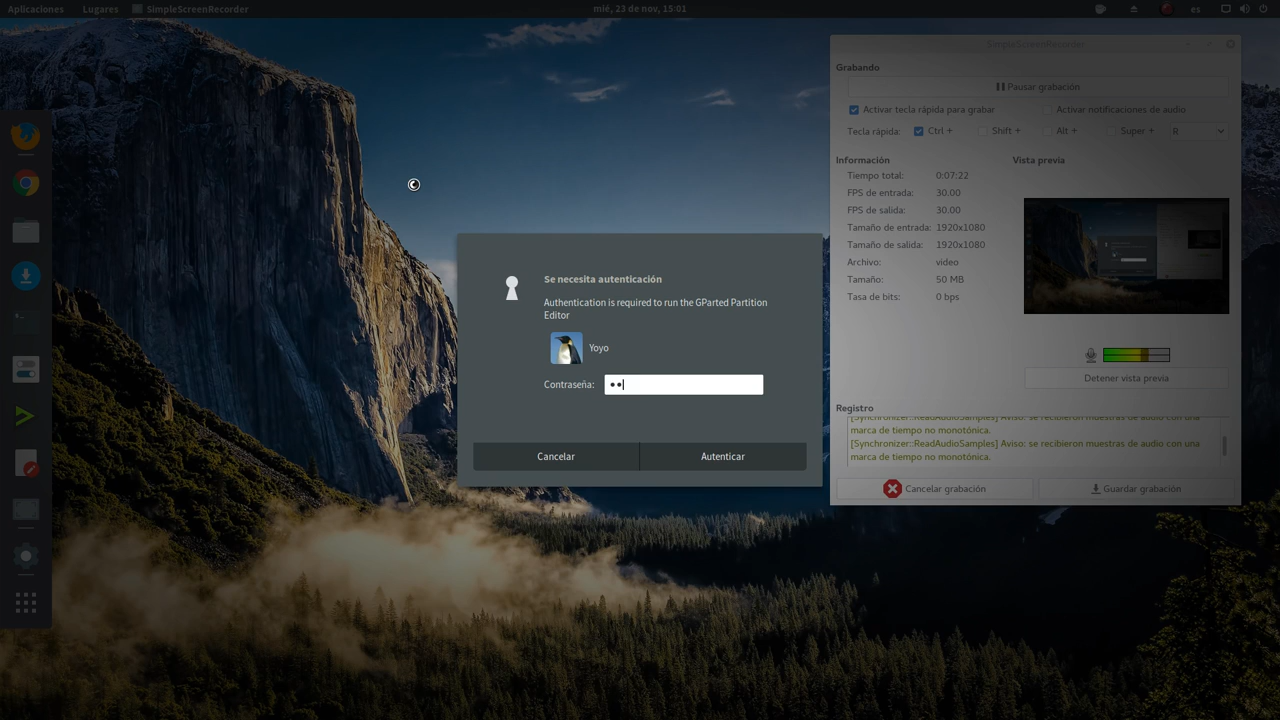 Aplicaciones Lugares SimpleScreenRecorder mié, 23 de nov, 15:01 es
SimpleScreenRecorder
Grabando
Pausar grabación
Activar tecla rápida para grabar Activar notificaciones de audio
Tecla rápida: Ctrl + Shift + Alt + Super + R
Información Vista previa
Tiempo total: 0:07:22
FPS de entrada: 30.00
FPS de salida: 30.00
Tamaño de entrada: 1920x1080
Tamaño de salida: 1920x1080
Archivo: video
Tamaño: 50 MB
Tasa de bits: 0 bps
Detener vista previa
Registro
[Synchronizer::ReadAudioSamples] Aviso: se recibieron muestras de audio con una
marca de tiempo no monotónica.
[Synchronizer::ReadAudioSamples] Aviso: se recibieron muestras de audio con una
marca de tiempo no monotónica.
Cancelar grabación Guardar grabación
Se necesita autenticación
Authentication is required to run the GParted Partition
Editor
Yoyo
Contraseña: ●●
Cancelar Autenticar